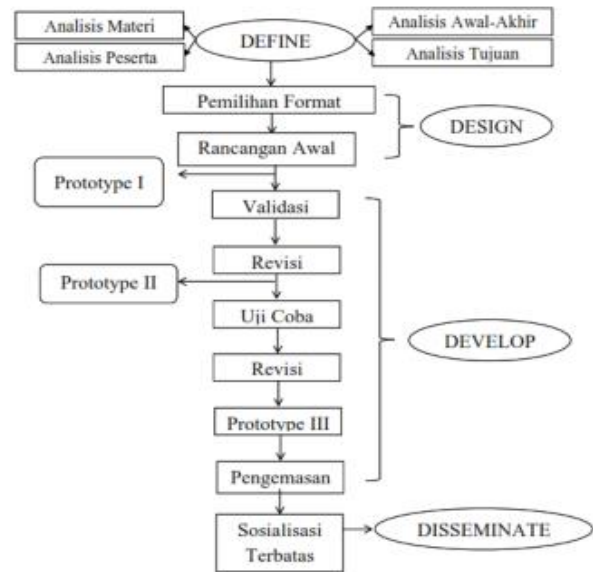 Analisis Materi
Analisis Peserta
DEFINE
Analisis Awal-Akhir
Analisis Tujuan
Pemilihan Format
Rancangan Awal
DESIGN
Prototype I
Validasi
Revisi
Prototype II
Uji Coba
Revisi
DEVELOP
Prototype III
Pengemasan
Sosialisasi
Terbatas
DISSEMINATE